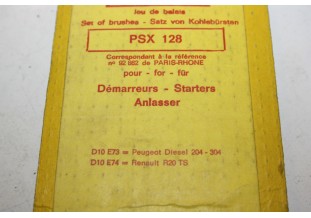 jeu de balais
Set of brushes - Satz von Kohlebürsten
PSX 128
Correspondant à la référence
n° 92 862 de PARIS-RHONE
pour - for - für
Démarreurs - Starters
Anlasser
D10 E73 = Peugeot Diesel 204 - 304
D10 E74 = Renault R20 TS